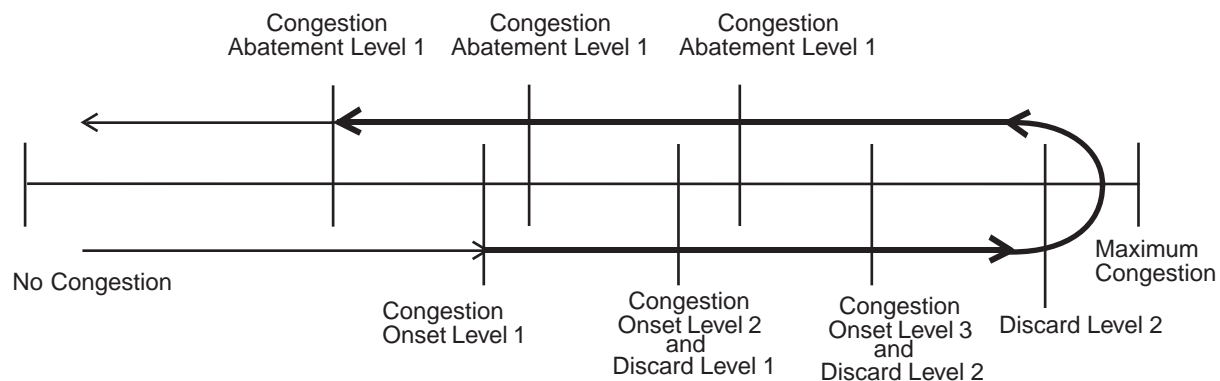 Congestion
Abatement Level 1
Congestion
Abatement Level 1
Congestion
Abatement Level 1
No Congestion
Maximum
Congestion
Congestion
Onset Level 1
Congestion
Onset Level 2
and
Discard Level 1
Congestion
Onset Level 3
and
Discard Level 2
Discard Level 2